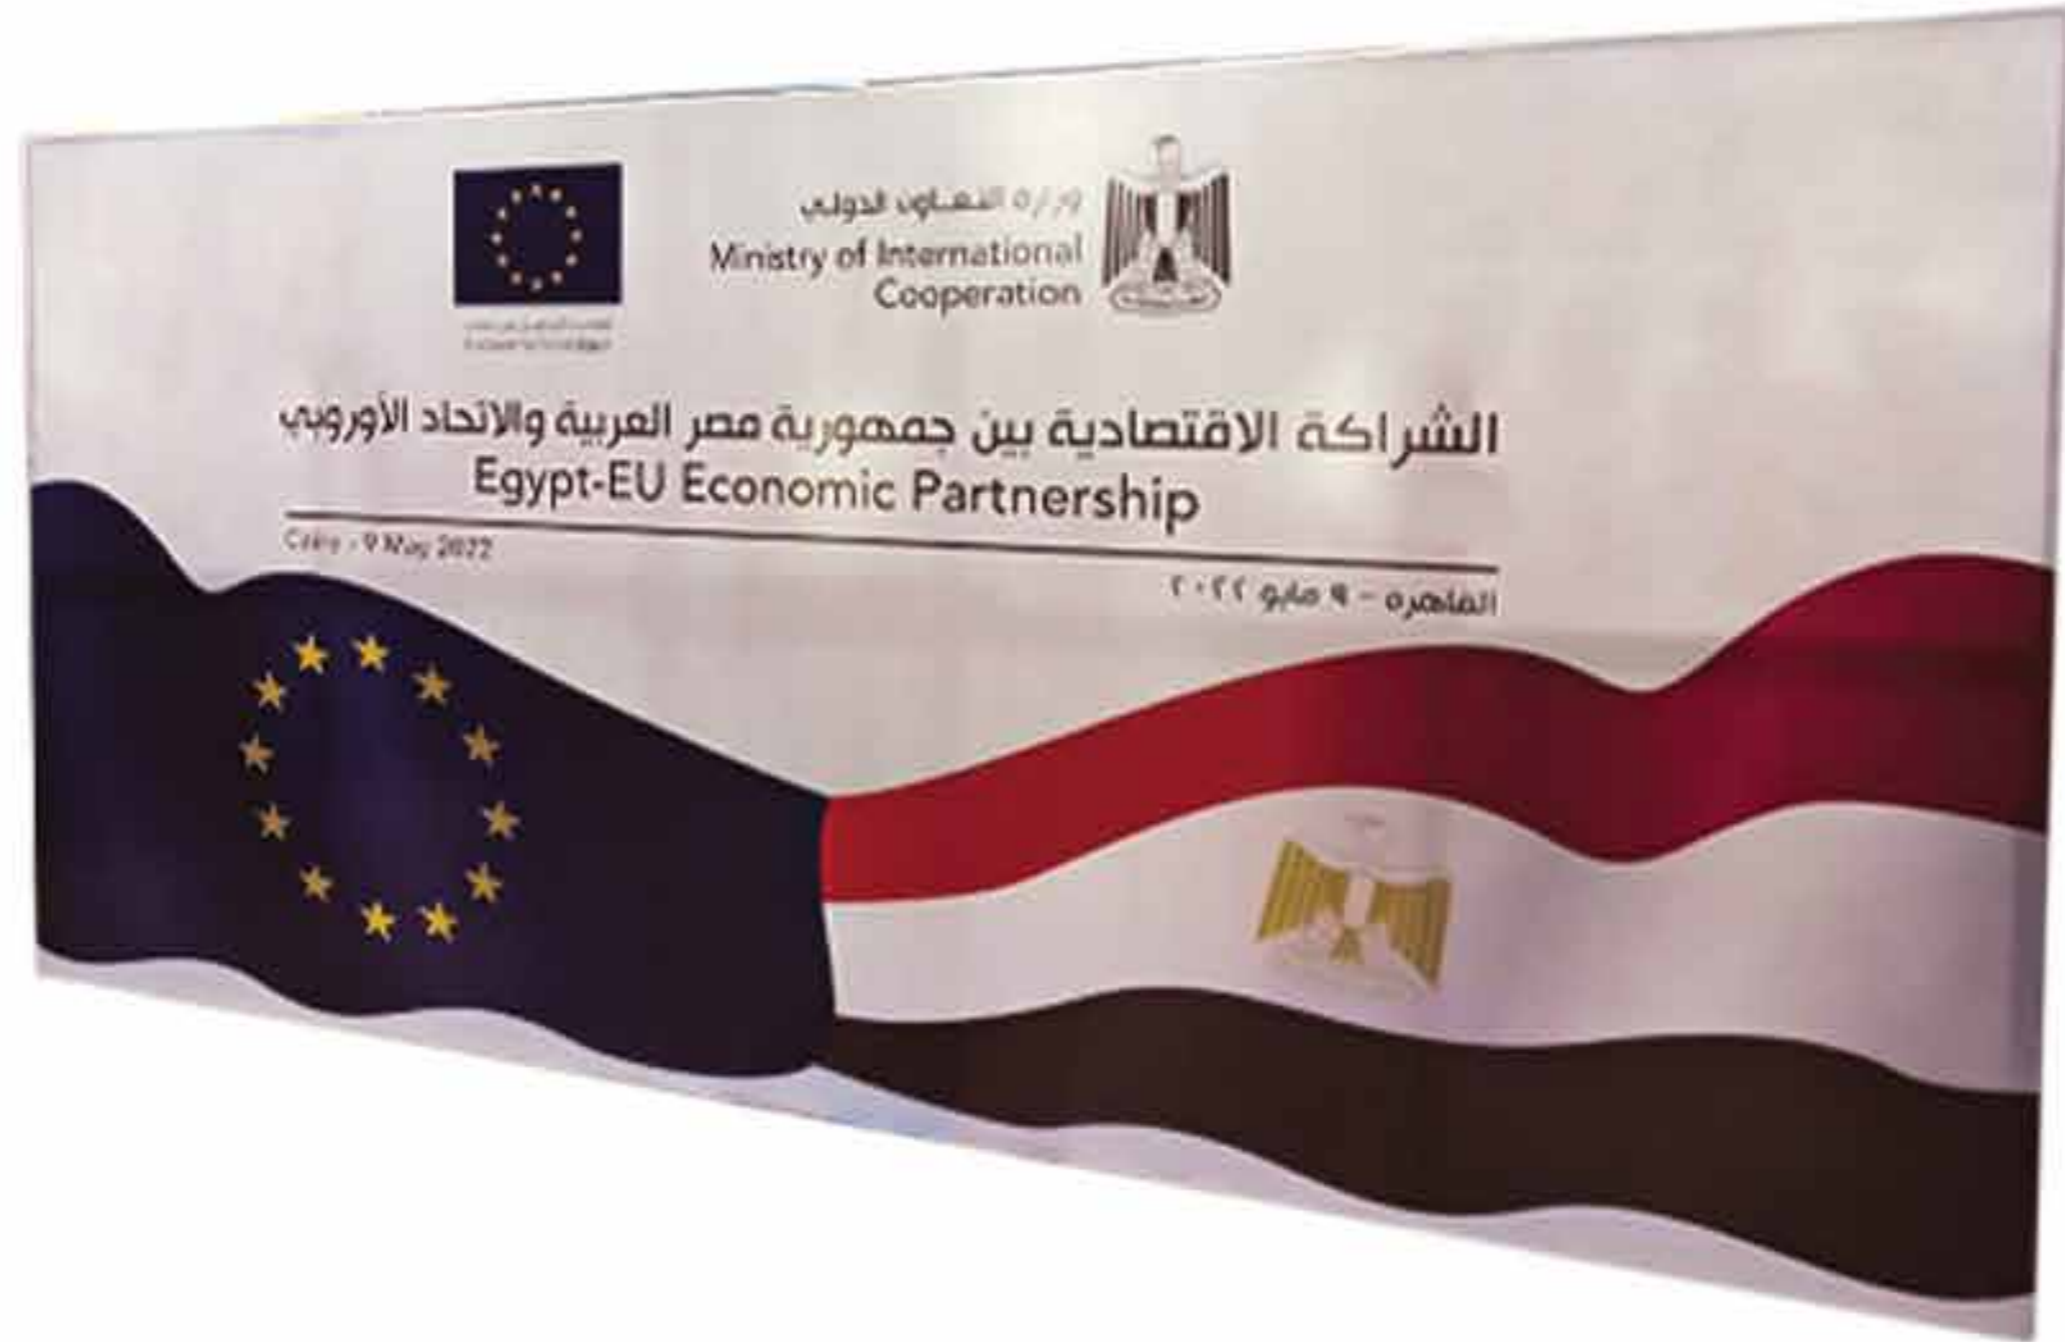 وزارة التعاون الدولي
Ministry of International
Cooperation
الشراكة الاقتصادية بين جمهورية مصر العربية والاتحاد الأوروبي
Egypt-EU Economic Partnership
Cairo - 9 May 2022
القاهرة - ٩ مايو ٢٠٢٢